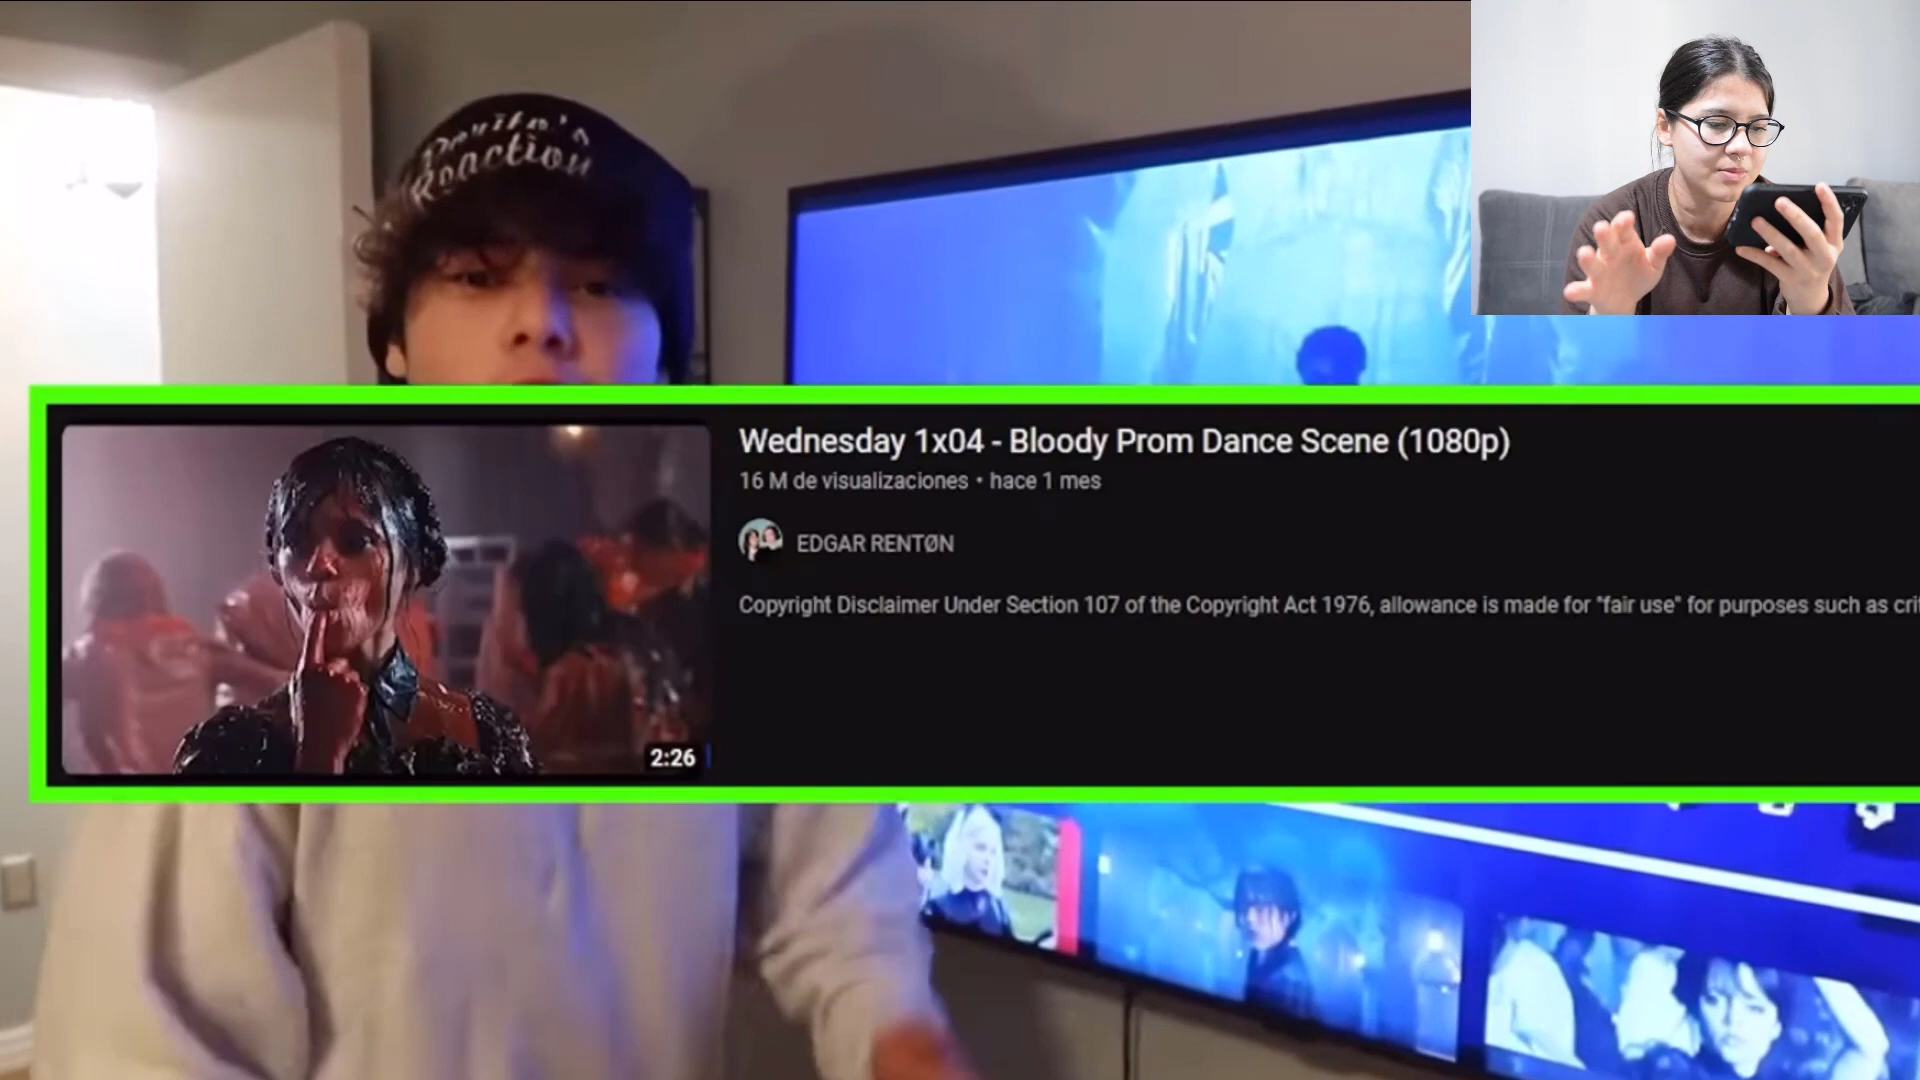 Reaction
Wednesday 1x04 - Bloody Prom Dance Scene (1080p)
16 M de visualizaciones • hace 1 mes
EDGAR RENTØN
Copyright Disclaimer Under Section 107 of the Copyright Act 1976, allowance is made for "fair use" for purposes such as
2:26